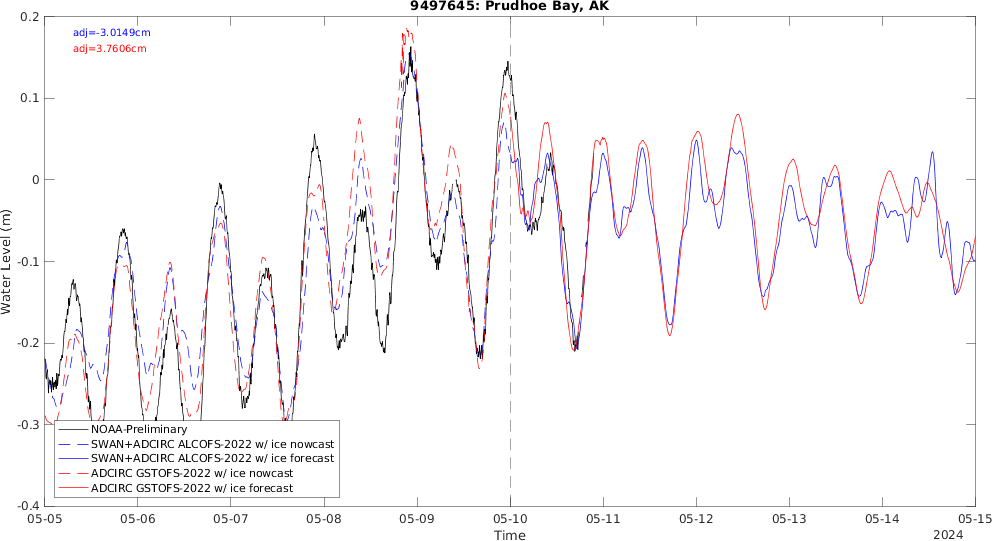 9497645: Prudhoe Bay, AK
adj=-3.0149cm
adj=3.7606cm
Water Level (m)
0.2
0.1
0
-0.1
-0.2
-0.3
-0.4
NOAA-Preliminary
SWAN+ADCIRC ALCOFS-2022 w/ ice nowcast
SWAN+ADCIRC ALCOFS-2022 w/ ice forecast
ADCIRC GSTOFS-2022 w/ ice nowcast
ADCIRC GSTOFS-2022 w/ ice forecast
05-05 05-06 05-07 05-08 05-09 05-10 05-11 05-12 05-13 05-14 05-15
Time
2024